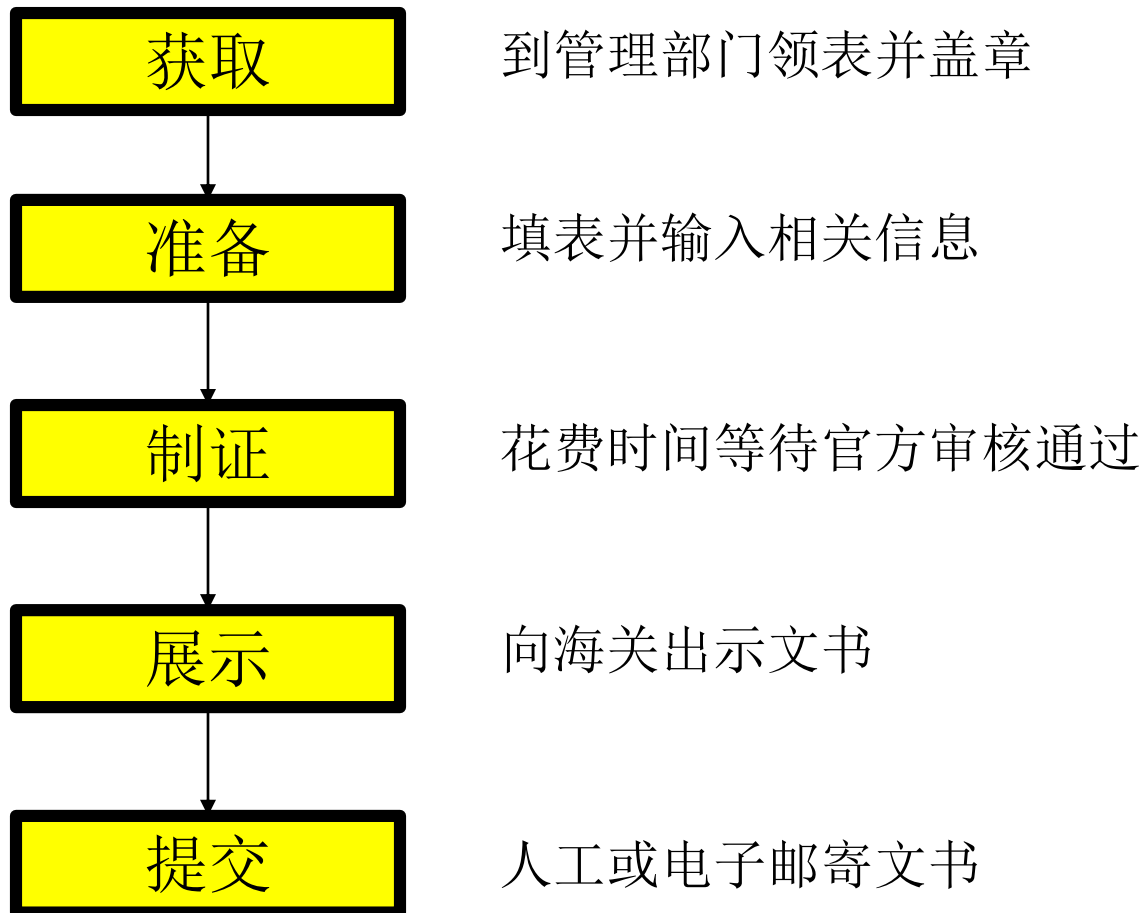 获取
到管理部门领表并盖章
准备
填表并输入相关信息
制证
花费时间等待官方审核通过
展示
向海关出示文书
提交
人工或电子邮寄文书